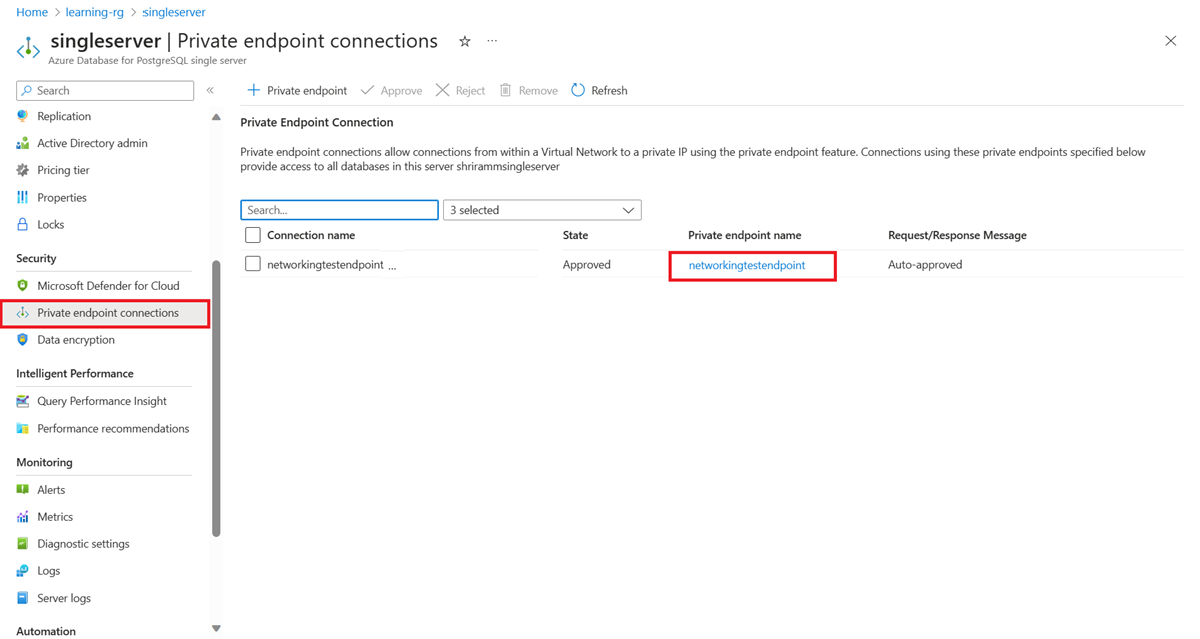 Home > learning-rg > singleserver
singleserver | Private endpoint connections
Azure Database for PostgreSQL single server
Search
Replication
Active Directory admin
Pricing tier
Properties
Locks
Security
Microsoft Defender for Cloud
Private endpoint connections
Data encryption
Intelligent Performance
Query Performance Insight
Performance recommendations
Monitoring
Alerts
Metrics
Diagnostic settings
Logs
Server logs
Automation
Private endpoint Approve Reject Remove Refresh
Private Endpoint Connection
Private endpoint connections allow connections from within a Virtual Network to a private IP using the private endpoint feature. Connections using these private endpoints specified below
provide access to all databases in this server shrirammsingleserver
Search... 3 selected
Connection name State Private endpoint name Request/Response Message
networkingtestendpoint ... Approved networkingtestendpoint Auto-approved